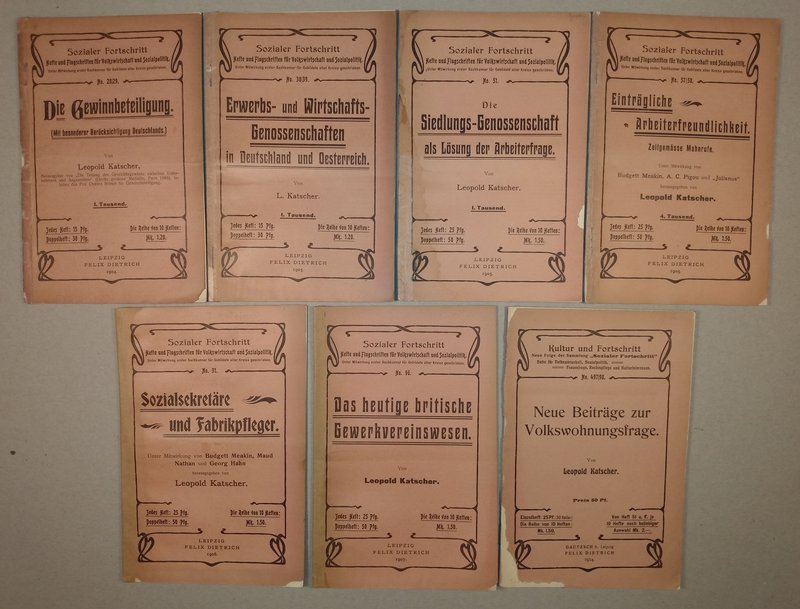 Sozialer Fortschritt
Hefte und Flugschriften für Volkswirtschaft und Sozialpolitik.
Unter Mitwirkung erster Sachkenner für Gebildete aller Kreise geschrieben.
No. 28/29.
Die Gewinnbeteiligung.
(Mit besonderer Berücksichtigung Deutschlands.)
Von
Leopold Katscher,
1. Tausend.
Jedes Heft: 15 Pfg.
Doppelheft: 30 Pfg.
Die Reihe von 10 Heften:
Mk. 1.20.
LEIPZIG
FELIX DIETRICH
1904.
Sozialer Fortschritt
Hefte und Flugschriften für Volkswirtschaft und Sozialpolitik.
Unter Mitwirkung erster Sachkenner für Gebildete aller Kreise geschrieben.
No. 38/39.
Erwerbs- und Wirtschafts-
Genossenschaften
in Deutschland und Oesterreich.
Von
L. Katscher.
1. Tausend.
Jedes Heft: 15 Pfg.
Doppelheft: 30 Pfg.
Die Reihe von 10 Heften:
Mk. 1.20.
LEIPZIG
FELIX DIETRICH
1905.
Sozialer Fortschritt
Hefte und Flugschriften für Volkswirtschaft und Sozialpolitik.
Unter Mitwirkung erster Sachkenner für Gebildete aller Kreise geschrieben.
No. 51.
Die
Siedlungs-Genossenschaft
als Lösung der Arbeiterfrage.
Von
Leopold Katscher.
1. Tausend.
Jedes Heft: 25 Pfg.
Doppelheft: 50 Pfg.
Die Reihe von 10 Heften:
Mk. 1.50.
LEIPZIG
FELIX DIETRICH
1905.
Sozialer Fortschritt
Hefte und Flugschriften für Volkswirtschaft und Sozialpolitik.
Unter Mitwirkung erster Sachkenner für Gebildete aller Kreise geschrieben.
No. 57/58.
Einträgliche
Arbeiterfreundlichkeit.
Zeitgemässe Mahnrufe.
Unter Mitwirkung von
Budgett Meakin, A. C. Pigou und „Julianus"
herausgegeben von
Leopold Katscher.
4. Tausend.
Jedes Heft: 25 Pfg.
Doppelheft: 50 Pfg.
Die Reihe von 10 Heften:
Mk. 1.50.
LEIPZIG
FELIX DIETRICH
1905.
Sozialer Fortschritt
Hefte und Flugschriften für Volkswirtschaft und Sozialpolitik.
Unter Mitwirkung erster Sachkenner für Gebildete aller Kreise geschrieben.
No. 91.
Sozialsekretäre
und Fabrikpfleger.
Unter Mitwirkung von Budgett Meakin, Maud
Nathan und Georg Hahn
herausgegeben von
Leopold Katscher.
Jedes Heft: 25 Pfg.
Doppelheft: 50 Pfg.
Die Reihe von 10 Heften:
Mk. 1.50.
LEIPZIG
FELIX DIETRICH
1906.
Sozialer Fortschritt
Hefte und Flugschriften für Volkswirtschaft und Sozialpolitik.
Unter Mitwirkung erster Sachkenner für Gebildete aller Kreise geschrieben.
No. 96.
Das heutige britische
Gewerkvereinswesen.
Von
Leopold Katscher.
Jedes Heft: 25 Pfg.
Doppelheft: 50 Pfg.
Die Reihe von 10 Heften:
Mk. 1.50.
LEIPZIG
FELIX DIETRICH
1907.
Kultur und Fortschritt
Neue Folge der Sammlung „Sozialer Fortschritt"
Hefte für Volkswirtschaft, Sozialpolitik,
Frauenfrage, Rechtspflege und Kulturinteressen.
No. 497/98.
Neue Beiträge zur
Volkswohnungsfrage.
Von
Leopold Katscher.
Preis 50 Pf.
Einzelheft: 25 Pf.
Die Reihe von 10 Heften
Mk. 1.50.
Von Heft 51 u. ff. je
10 Hefte nach beliebiger
Auswahl Mk. 2.—.
GAUTZSCH b. Leipzig
FELIX DIETRICH
1914.